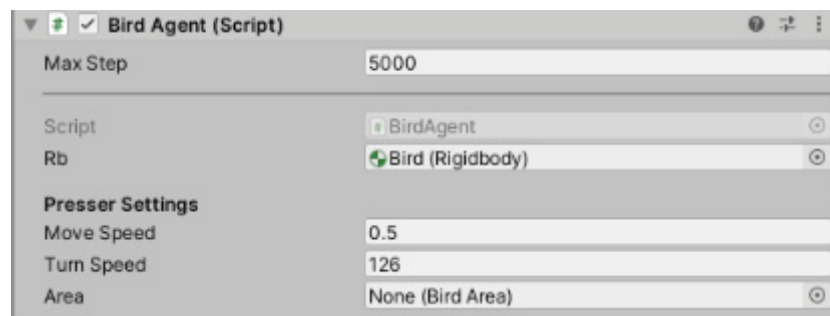 Bird Agent (Script)
Max Step 5000
Script # BirdAgent
Rb Bird (Rigidbody)
Presser Settings
Move Speed 0.5
Turn Speed 126
Area None (Bird Area)